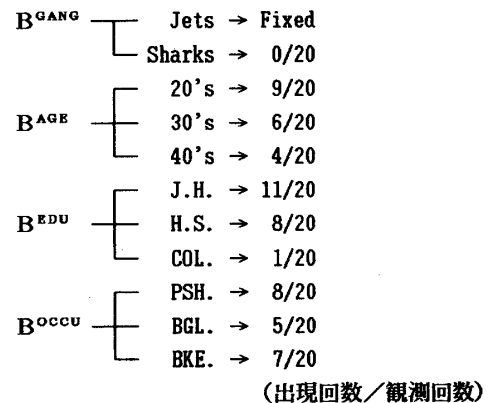 B^GANG Jets → Fixed
Sharks → 0/20
20's → 9/20
B^AGE 30's → 6/20
40's → 4/20
J.H. → 11/20
B^EDU H.S. → 8/20
COL. → 1/20
PSH. → 8/20
B^OCCU BGL. → 5/20
BKE. → 7/20
(出現回数/観測回数)